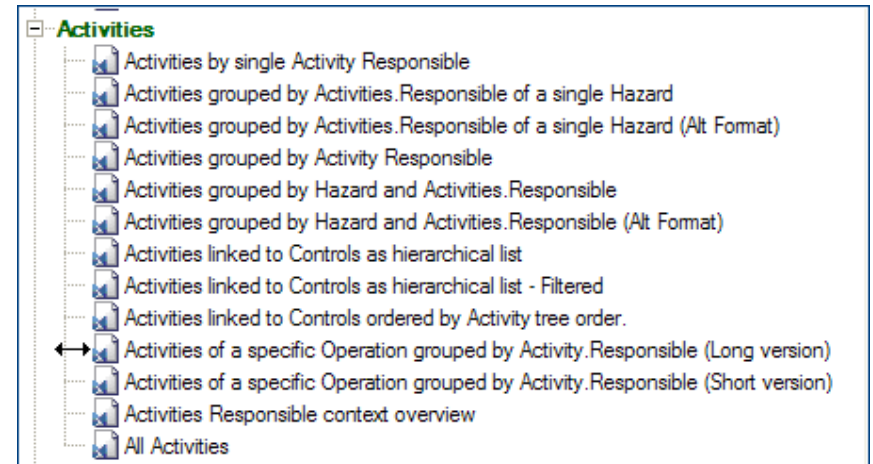 Activities
Activities by single Activity Responsible
Activities grouped by Activities.Responsible of a single Hazard
Activities grouped by Activities.Responsible of a single Hazard (Alt Format)
Activities grouped by Activity Responsible
Activities grouped by Hazard and Activities.Responsible
Activities grouped by Hazard and Activities.Responsible (Alt Format)
Activities linked to Controls as hierarchical list
Activities linked to Controls as hierarchical list - Filtered
Activities linked to Controls ordered by Activity tree order.
Activities of a specific Operation grouped by Activity.Responsible (Long version)
Activities of a specific Operation grouped by Activity.Responsible (Short version)
Activities Responsible context overview
All Activities